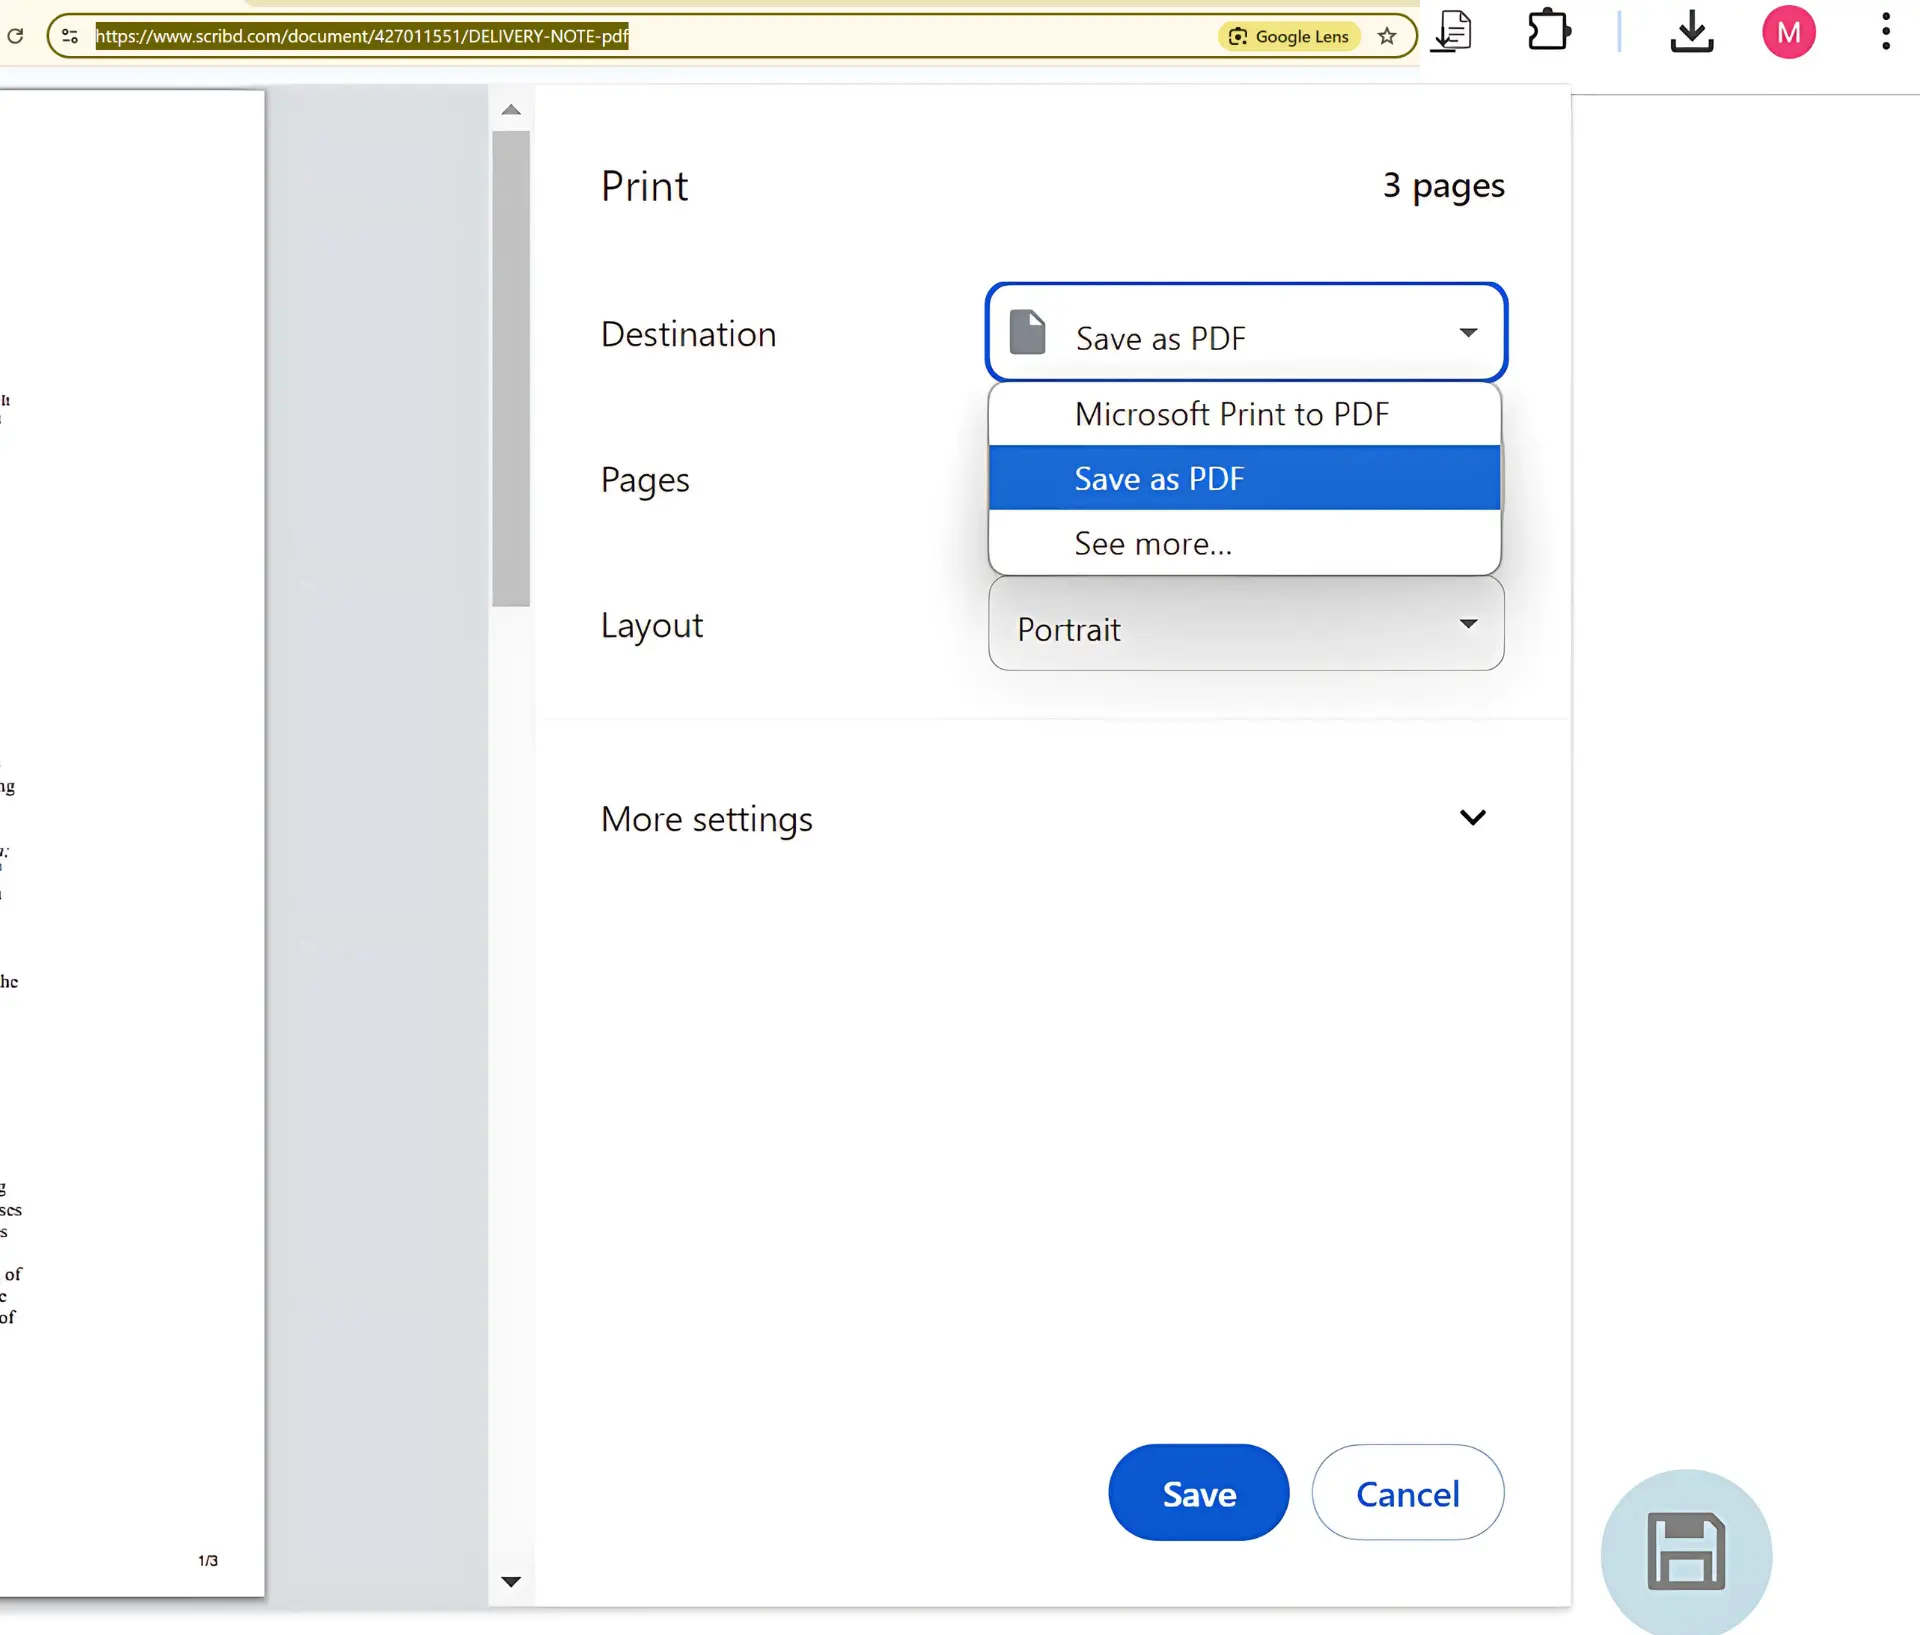 https://www.scribd.com/document/427011551/DELIVERY-NOTE-pdf
Google Lens
M
Print
3 pages
Destination
Save as PDF
Microsoft Print to PDF
Save as PDF
See more...
Pages
Layout
Portrait
More settings
Save
Cancel
It
ng
he
of
of
1/3